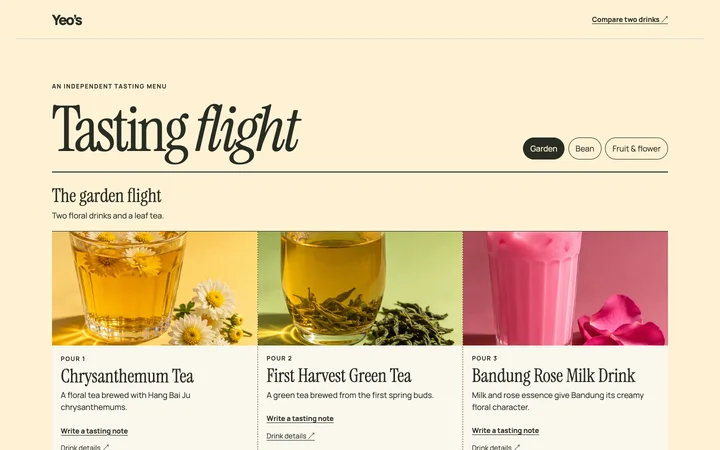 Yeo's
Compare two drinks ↗
AN INDEPENDENT TASTING MENU
Tasting flight
Garden
Bean
Fruit & flower
The garden flight
Two floral drinks and a leaf tea.
POUR 1
Chrysanthemum Tea
A floral tea brewed with Hang Bai Ju
chrysanthemums.
Write a tasting note
Drink details ↗
POUR 2
First Harvest Green Tea
A green tea brewed from the first spring buds.
Write a tasting note
Drink details ↗
POUR 3
Bandung Rose Milk Drink
Milk and rose essence give Bandung its creamy
floral character.
Write a tasting note
Drink details ↗